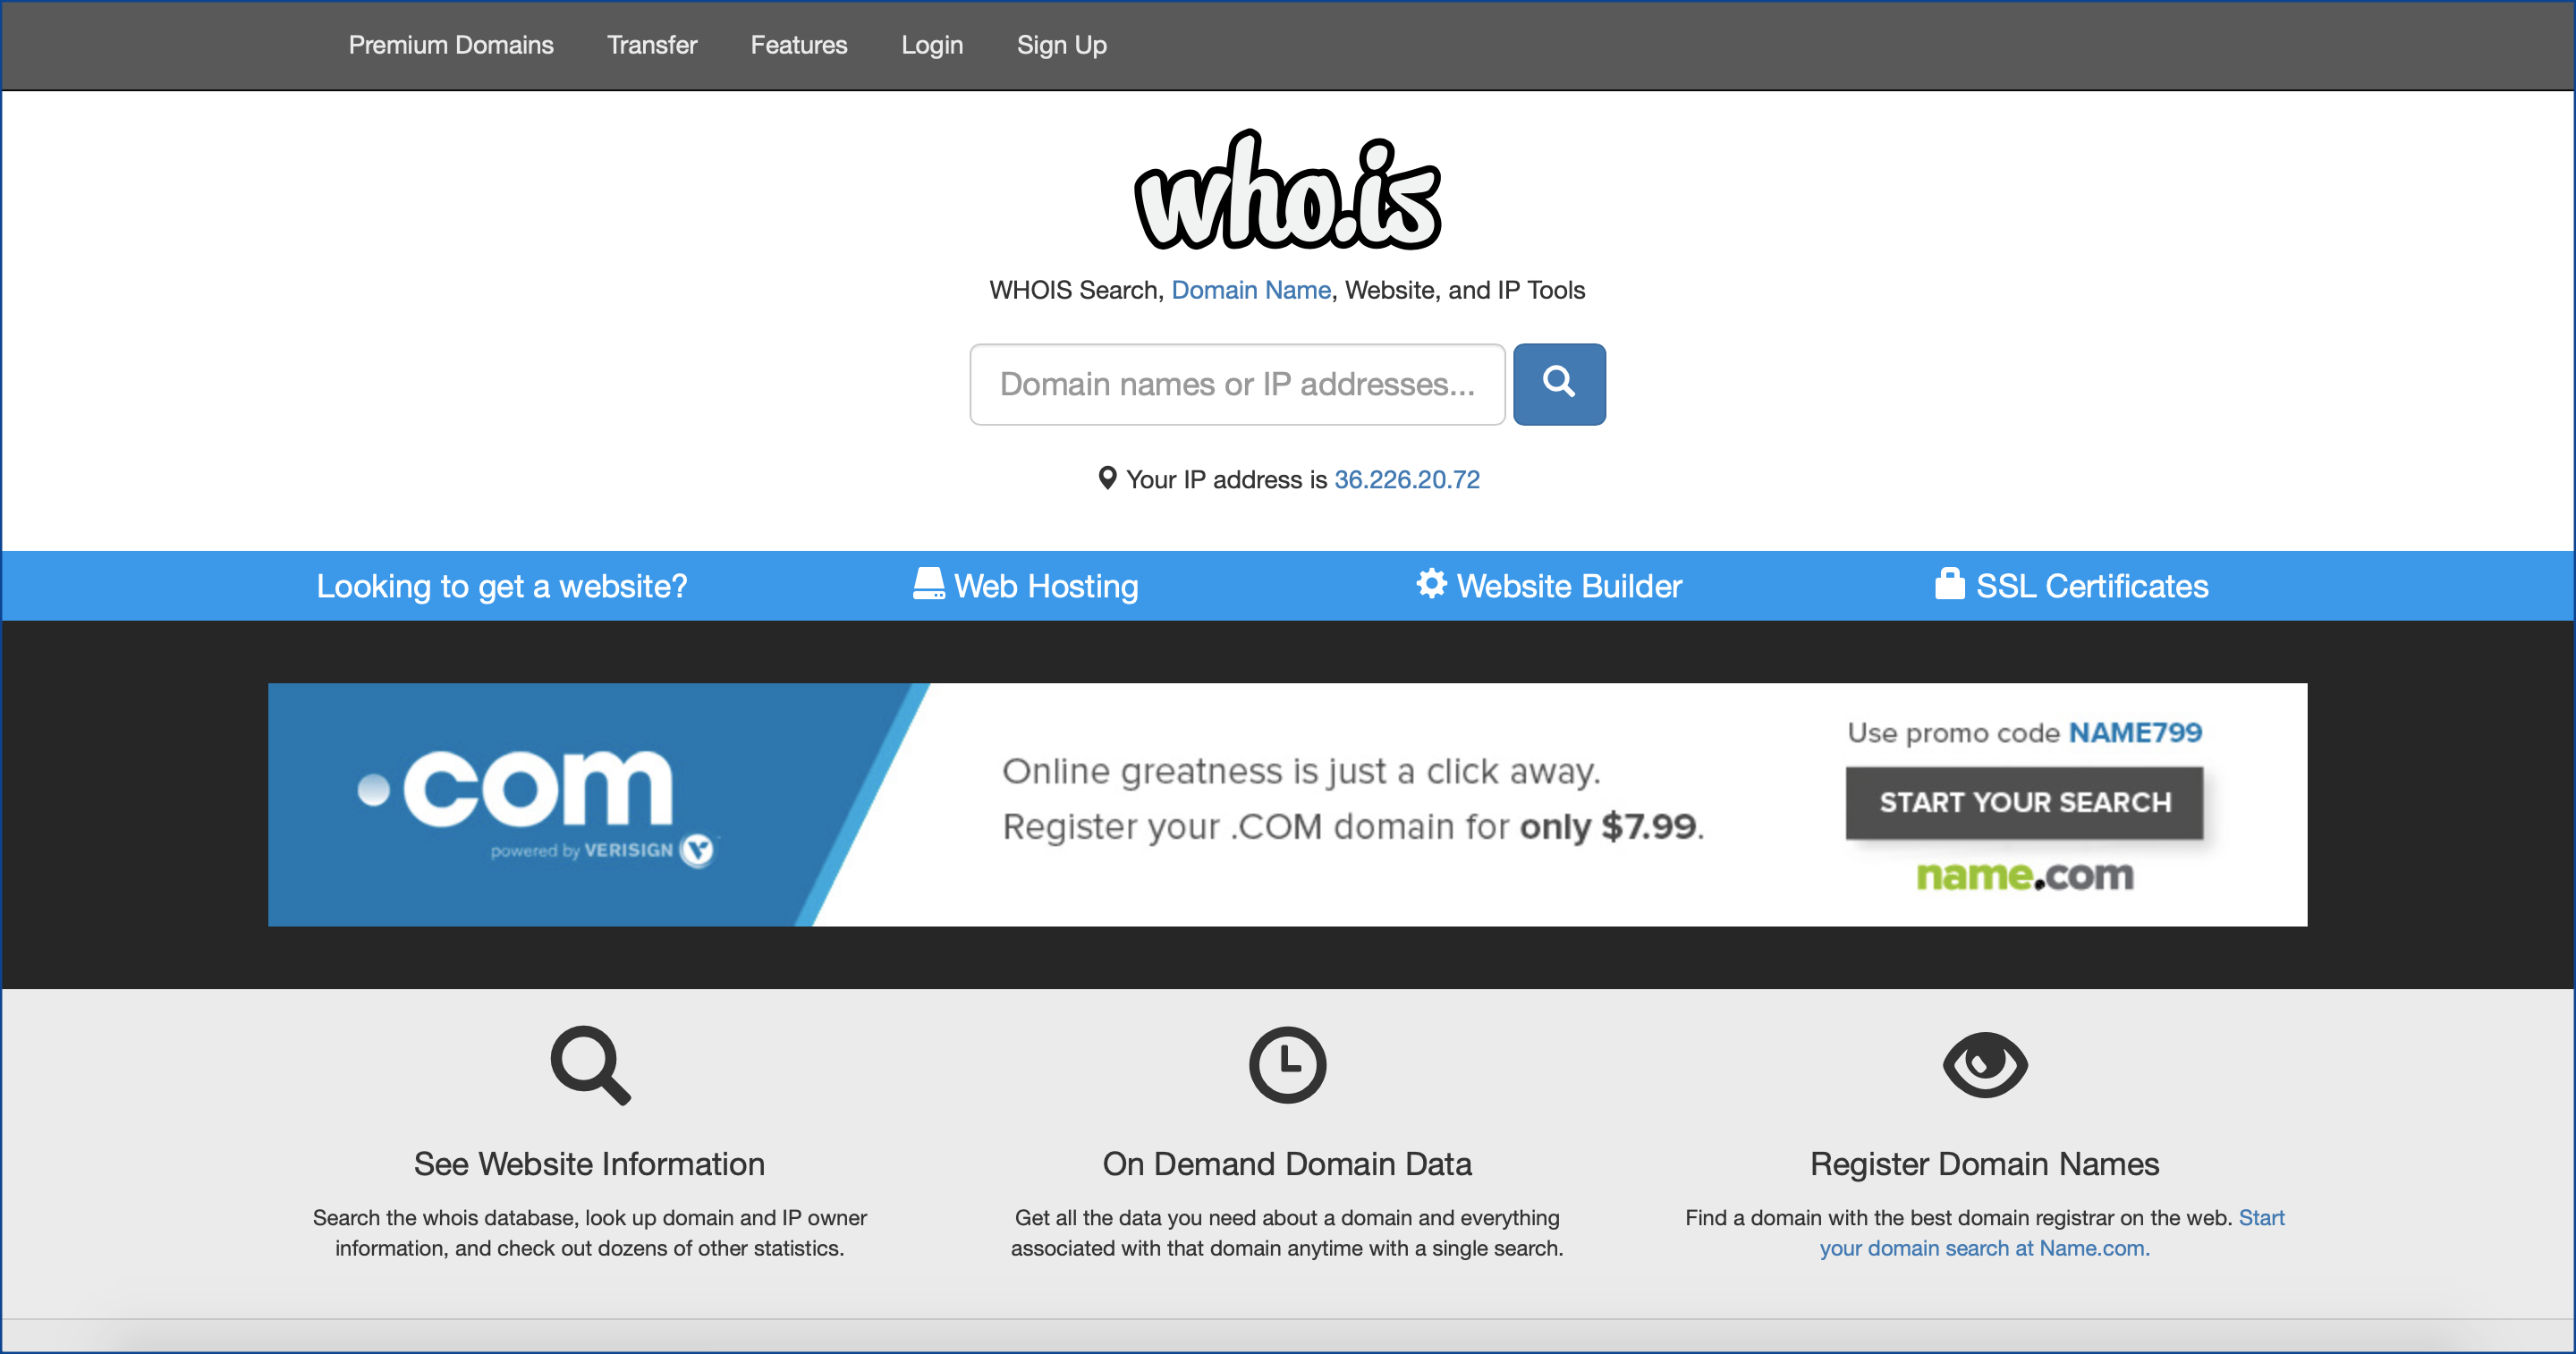 Premium Domains Transfer Features Login Sign Up
who.is
WHOIS Search, Domain Name, Website, and IP Tools
Domain names or IP addresses...
Your IP address is 36.226.20.72
Looking to get a website? Web Hosting Website Builder SSL Certificates
.com
powered by VERISIGN
Online greatness is just a click away.
Register your .COM domain for only $7.99.
Use promo code NAME799
START YOUR SEARCH
name.com
See Website Information
Search the whois database, look up domain and IP owner
information, and check out dozens of other statistics.
On Demand Domain Data
Get all the data you need about a domain and everything
associated with that domain anytime with a single search.
Register Domain Names
Find a domain with the best domain registrar on the web. Start
your domain search at Name.com.